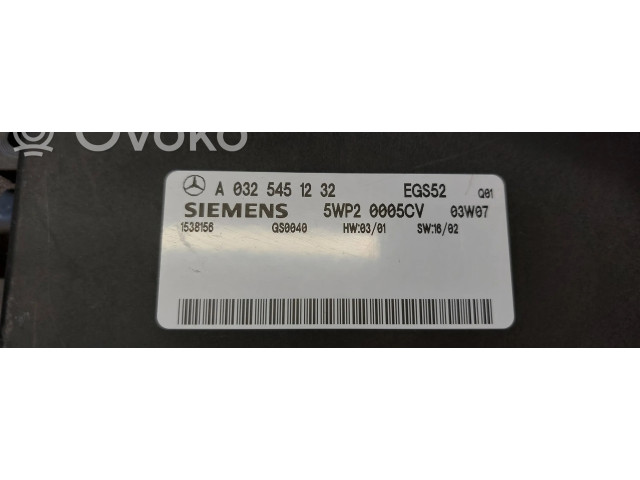 Ovoko
A 032 545 12 32 EGS52 Q01
SIEMENS 5WP2 0005CV 03W07
1538156 GS0040 HW:03/01 SW:16/02